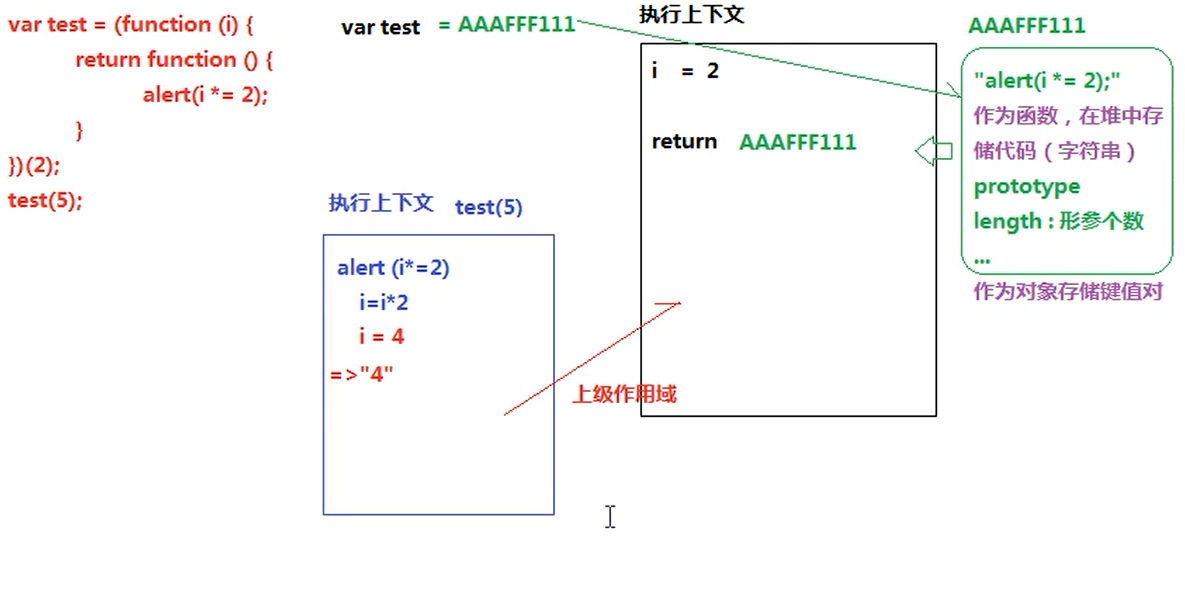 var test = (function (i) {
return function () {
alert(i *= 2);
}
})(2);
test(5);
var test = AAAFFF111
执行上下文
i = 2
return AAAFFF111
AAAFFF111
"alert(i *= 2);"
作为函数，在堆中存
储代码（字符串）
prototype
length : 形参个数
...
作为对象存储键值对
执行上下文 test(5)
alert (i*=2)
i=i*2
i = 4
=>"4"
上级作用域